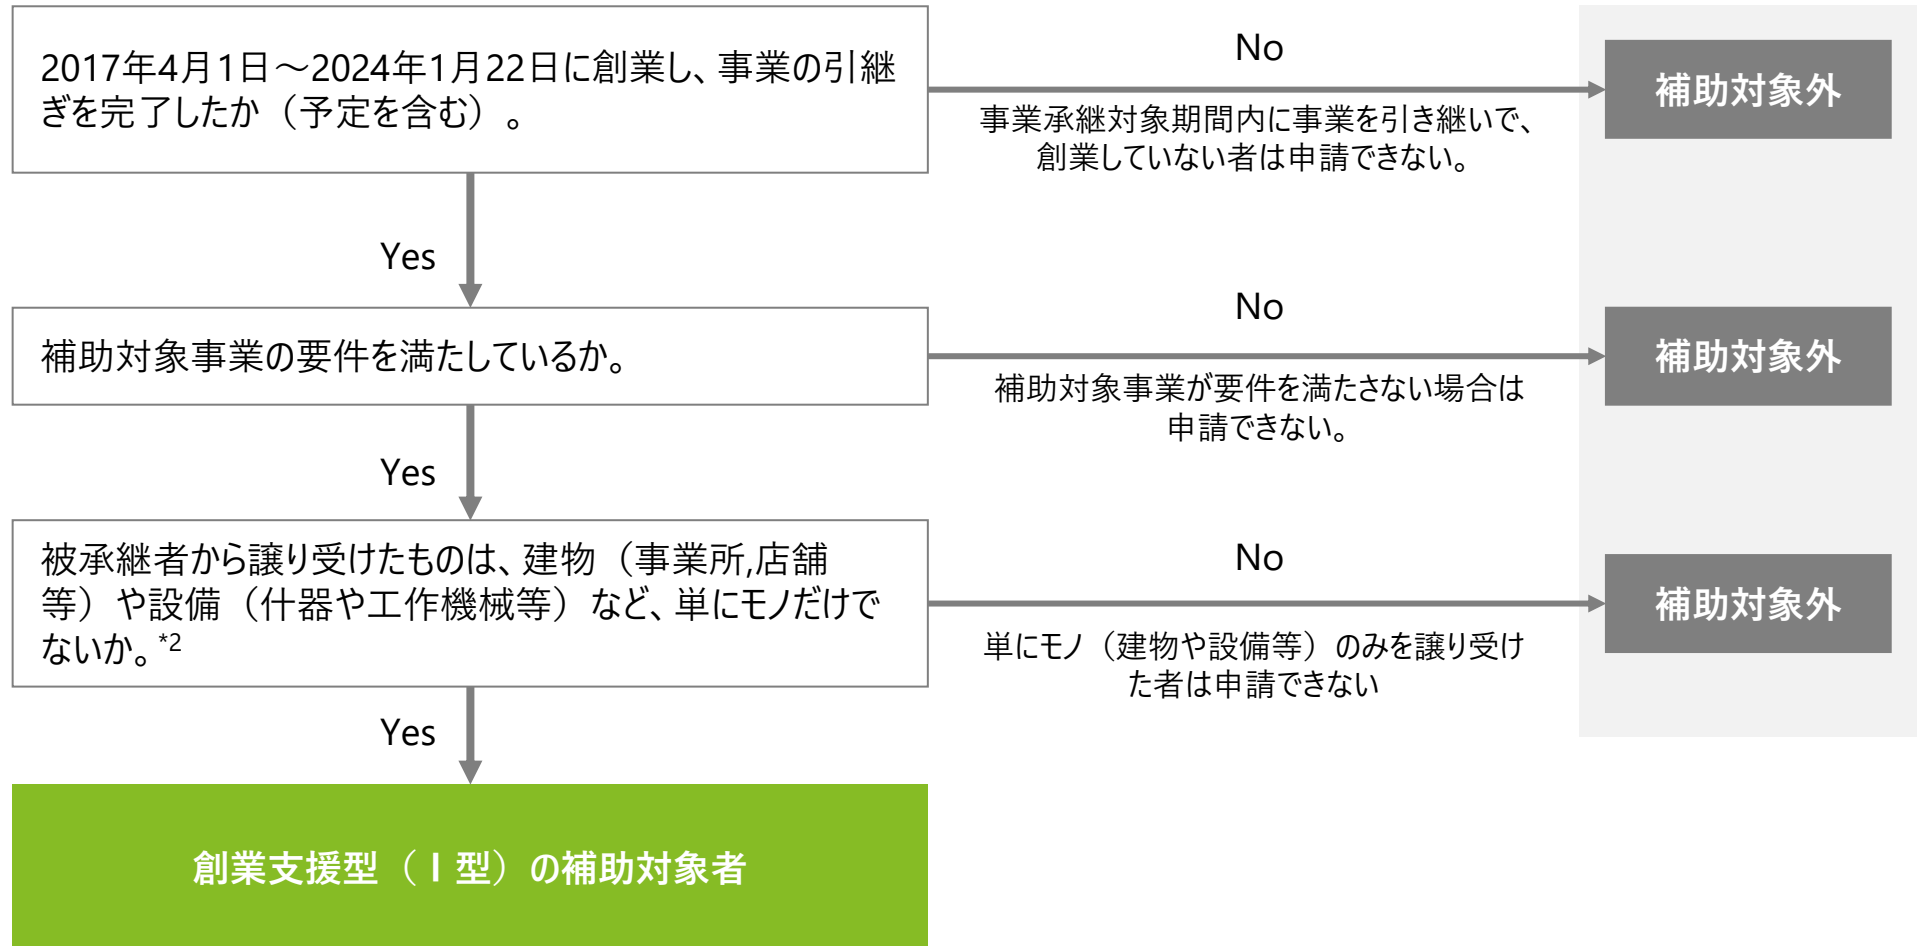 2017年4月1日～2024年1月22日に創業し、事業の引継
ぎを完了したか（予定を含む）。
No
事業承継対象期間内に事業を引き継いで、
創業していない者は申請できない。
補助対象外
Yes
補助対象事業の要件を満たしているか。
No
補助対象事業が要件を満たさない場合は
申請できない。
補助対象外
Yes
被承継者から譲り受けたものは、建物（事業所,店舗
等）や設備（什器や工作機械等）など、単にモノだけで
ないか。*2
No
単にモノ（建物や設備等）のみを譲り受け
た者は申請できない
補助対象外
Yes
創業支援型（Ⅰ型）の補助対象者